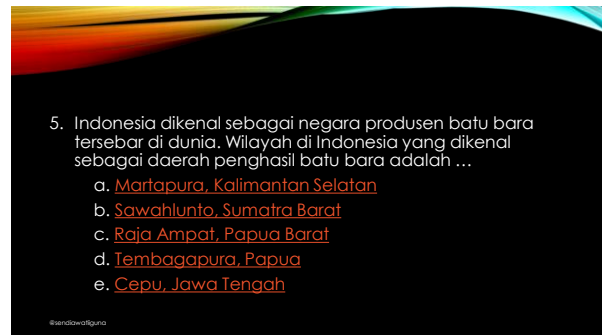 5. Indonesia dikenal sebagai negara produsen batu bara
tersebar di dunia. Wilayah di Indonesia yang dikenal
sebagai daerah penghasil batu bara adalah …
a. Martapura, Kalimantan Selatan
b. Sawahlunto, Sumatra Barat
c. Raja Ampat, Papua Barat
d. Tembagapura, Papua
e. Cepu, Jawa Tengah
@sendiawatiguna